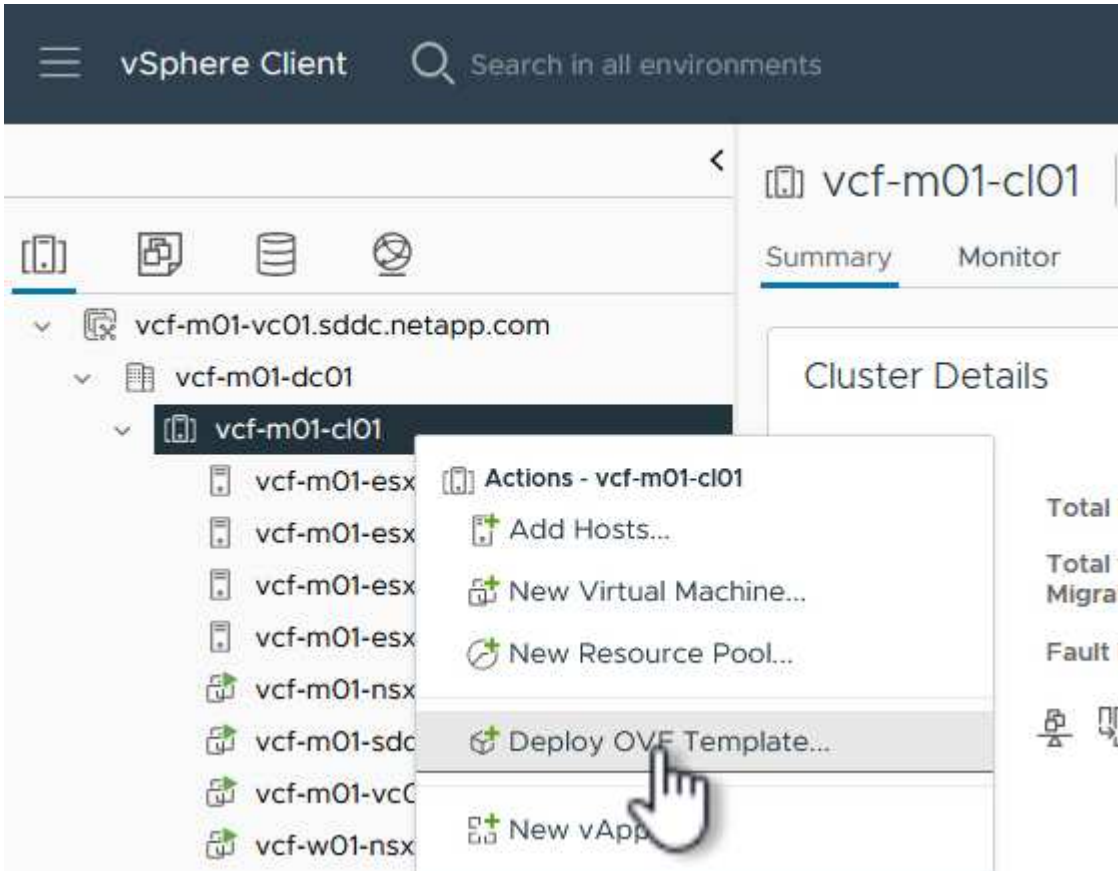 vSphere Client
Search in all environments
vcf-m01-cl01
Summary Monitor
vcf-m01-vc01.sddc.netapp.com
vcf-m01-dc01
vcf-m01-cl01
vcf-m01-esx
vcf-m01-esx
vcf-m01-esx
vcf-m01-esx
vcf-m01-nsx
vcf-m01-sdd
vcf-m01-vc0
vcf-w01-nsx
Actions - vcf-m01-cl01
Add Hosts...
New Virtual Machine...
New Resource Pool...
Deploy OVF Template...
New vApp
Cluster Details
Total
Total
Migra
Fault